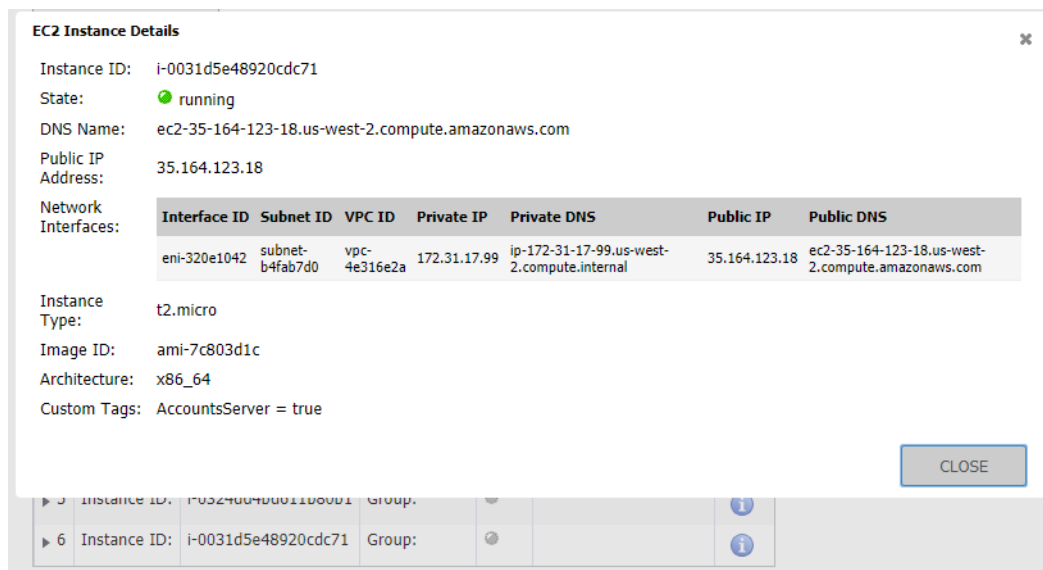 EC2 Instance Details
Instance ID: i-0031d5e48920cdc71
State: running
DNS Name: ec2-35-164-123-18.us-west-2.compute.amazonaws.com
Public IP
Address: 35.164.123.18
Network
Interfaces:
Interface ID Subnet ID VPC ID Private IP Private DNS Public IP Public DNS
eni-320e1042 subnet-b4fab7d0 vpc-4e316e2a 172.31.17.99 ip-172-31-17-99.us-west-2.compute.internal 35.164.123.18 ec2-35-164-123-18.us-west-2.compute.amazonaws.com
Instance
Type: t2.micro
Image ID: ami-7c803d1c
Architecture: x86_64
Custom Tags: AccountsServer = true
CLOSE
Instance ID: Group:
6 Instance ID: i-0031d5e48920cdc71 Group: